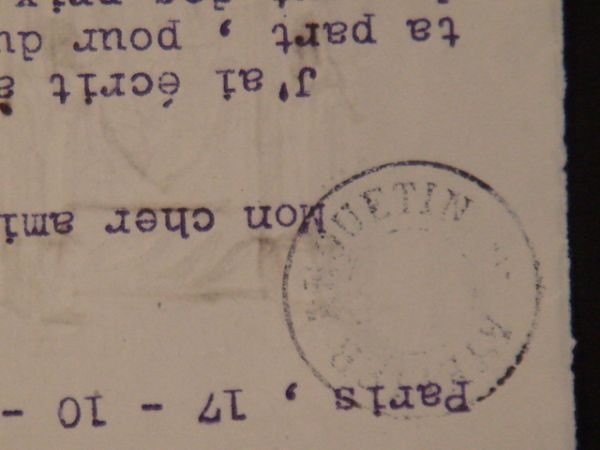 Paris , 17 - 10 -
Mon cher ami
J'ai écrit
ta part , pour du